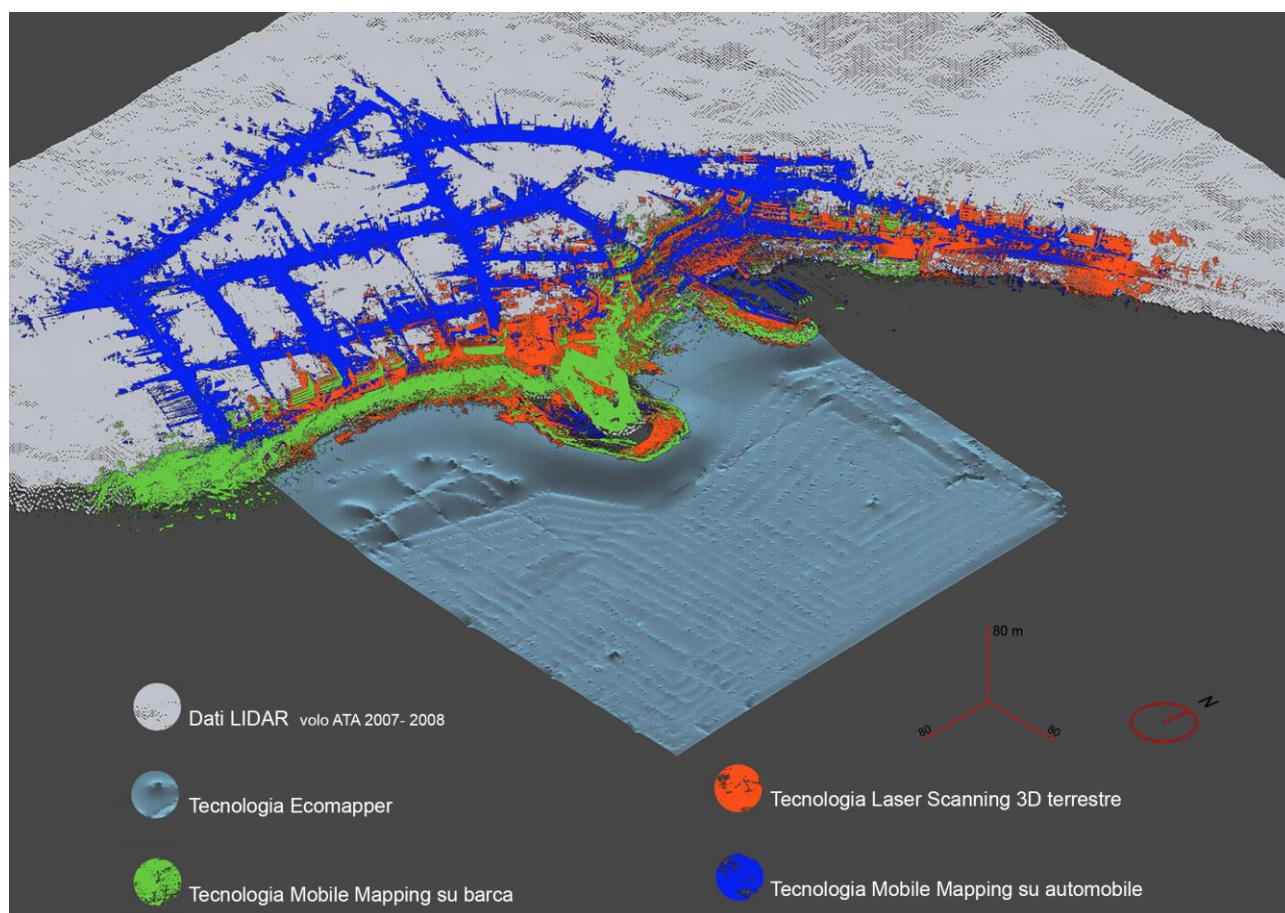 80 m
80
80
N
Dati LIDAR volo ATA 2007- 2008
Tecnologia Ecomapper
Tecnologia Laser Scanning 3D terrestre
Tecnologia Mobile Mapping su barca
Tecnologia Mobile Mapping su automobile